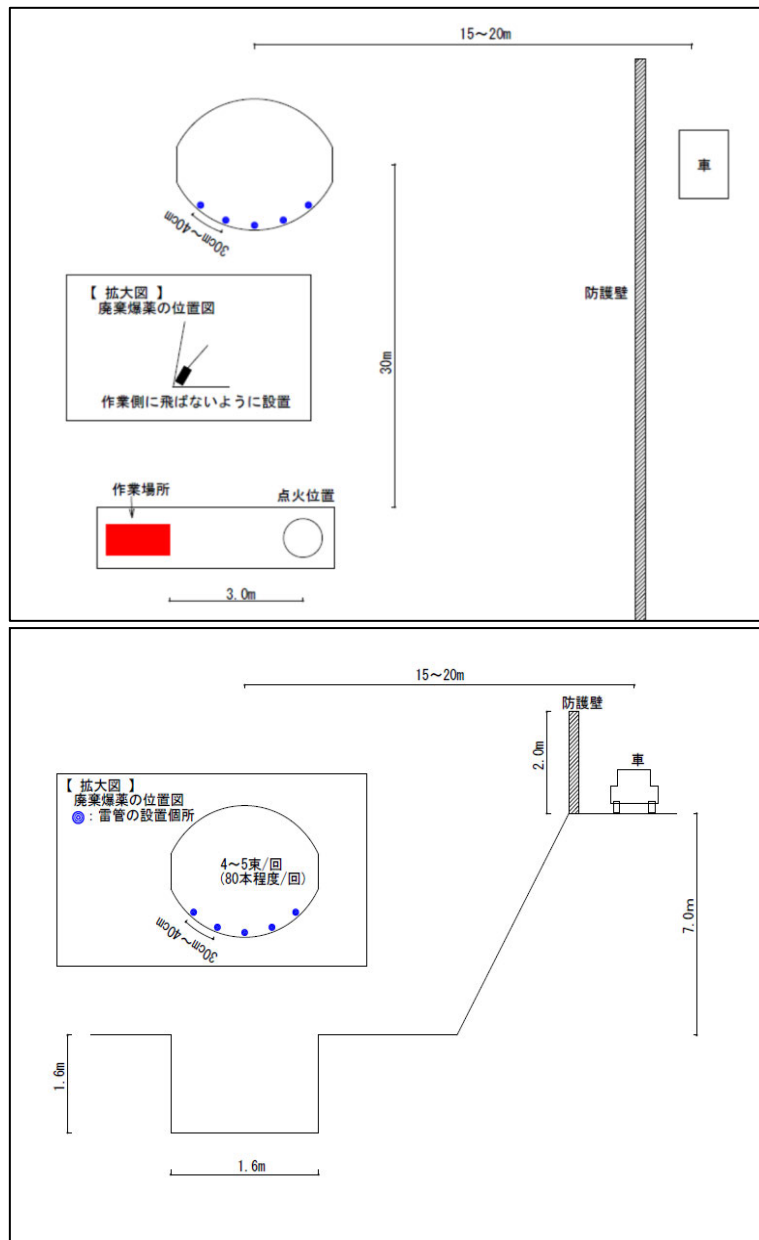 15～20m
車
30cm～40cm
防護壁
【 拡大図 】
廃棄爆薬の位置図
作業側に飛ばないように設置
30m
作業場所
点火位置
3.0m
15～20m
防護壁
2.0m
車
【 拡大図 】
廃棄爆薬の位置図
：雷管の設置個所
4～5束/回
(80本程度/回)
30cm～40cm
7.0m
1.6m
1.6m